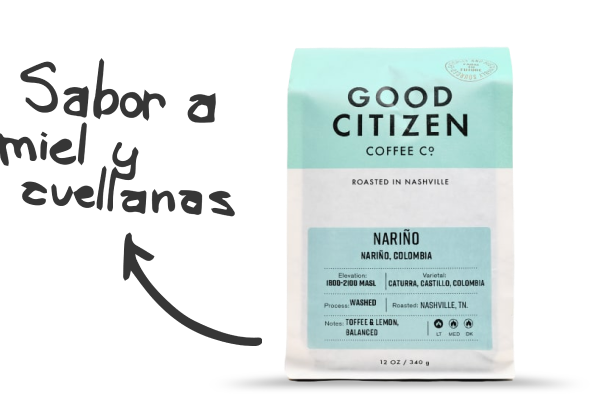 Sabor a
miel y
avellanas
GOOD
CITIZEN
COFFEE Cº
ROASTED IN NASHVILLE
NARIÑO
NARIÑO, COLOMBIA
Elevation:
1800-2100 MASL
Varietal:
CATURRA, CASTILLO, COLOMBIA
Process: WASHED
Roasted: NASHVILLE, TN.
Notes: TOFFEE & LEMON,
BALANCED
LT MED DK
12 OZ / 340 g